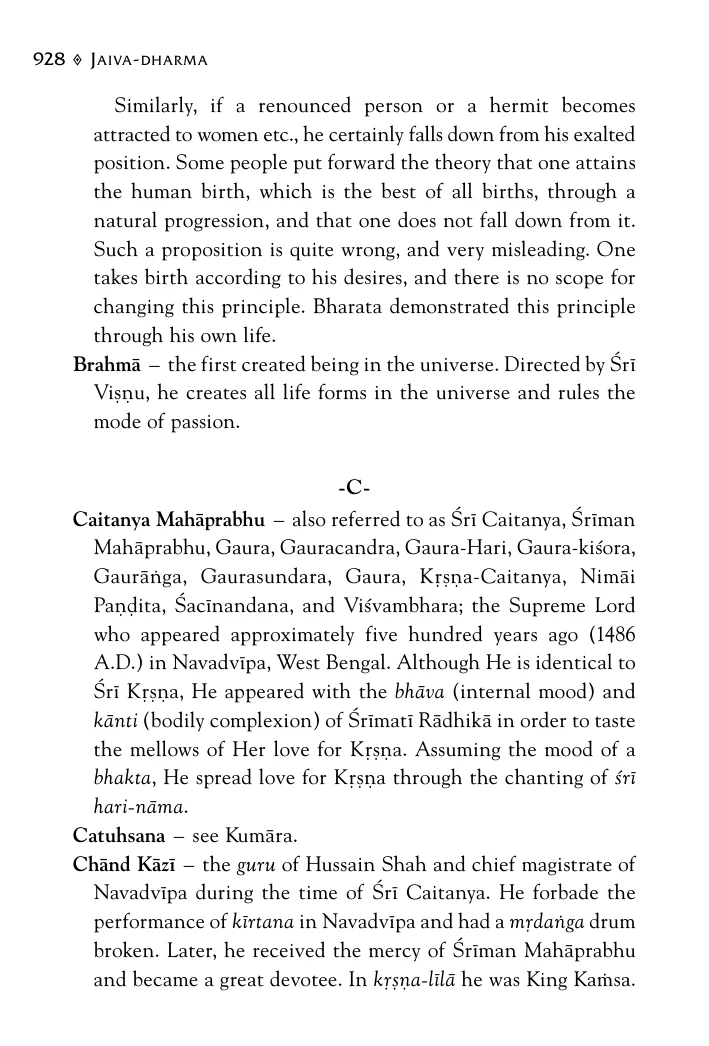 928 ◊ JAIVA-DHARMA
Similarly, if a renounced person or a hermit becomes
attracted to women etc., he certainly falls down from his exalted
position. Some people put forward the theory that one attains
the human birth, which is the best of all births, through a
natural progression, and that one does not fall down from it.
Such a proposition is quite wrong, and very misleading. One
takes birth according to his desires, and there is no scope for
changing this principle. Bharata demonstrated this principle
through his own life.
Brahmā – the first created being in the universe. Directed by Śrī
Viṣṇu, he creates all life forms in the universe and rules the
mode of passion.
-C-
Caitanya Mahāprabhu – also referred to as Śrī Caitanya, Śrīman
Mahāprabhu, Gaura, Gauracandra, Gaura-Hari, Gaura-kiśora,
Gaurāṅga, Gaurasundara, Gaura, Kṛṣṇa-Caitanya, Nimāi
Paṇḍita, Śacīnandana, and Viśvambhara; the Supreme Lord
who appeared approximately five hundred years ago (1486
A.D.) in Navadvīpa, West Bengal. Although He is identical to
Śrī Kṛṣṇa, He appeared with the bhāva (internal mood) and
kānti (bodily complexion) of Śrīmatī Rādhikā in order to taste
the mellows of Her love for Kṛṣṇa. Assuming the mood of a
bhakta, He spread love for Kṛṣṇa through the chanting of śrī
hari-nāma.
Catuhsana – see Kumāra.
Chānd Kāzī – the guru of Hussain Shah and chief magistrate of
Navadvīpa during the time of Śrī Caitanya. He forbade the
performance of kīrtana in Navadvīpa and had a mṛdaṅga drum
broken. Later, he received the mercy of Śrīman Mahāprabhu
and became a great devotee. In kṛṣṇa-līlā he was King Kaṁsa.